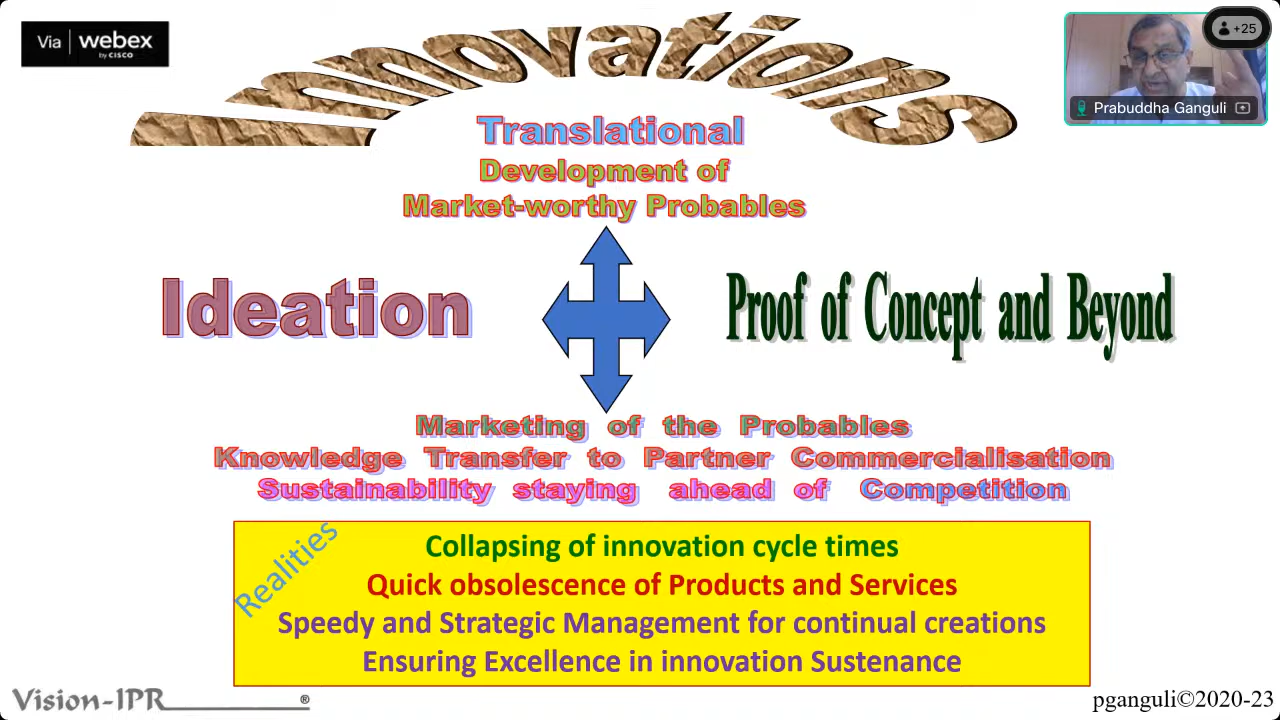 Via webex
by CISCO
+25
Prabuddha Ganguli
Innovations
Translational
Development of
Market-worthy Probables
Ideation
Proof of Concept and Beyond
Marketing of the Probables
Knowledge Transfer to Partner Commercialisation
Sustainability staying ahead of Competition
Realities
Collapsing of innovation cycle times
Quick obsolescence of Products and Services
Speedy and Strategic Management for continual creations
Ensuring Excellence in innovation Sustenance
Vision-IPR ®
pganguli©2020-23